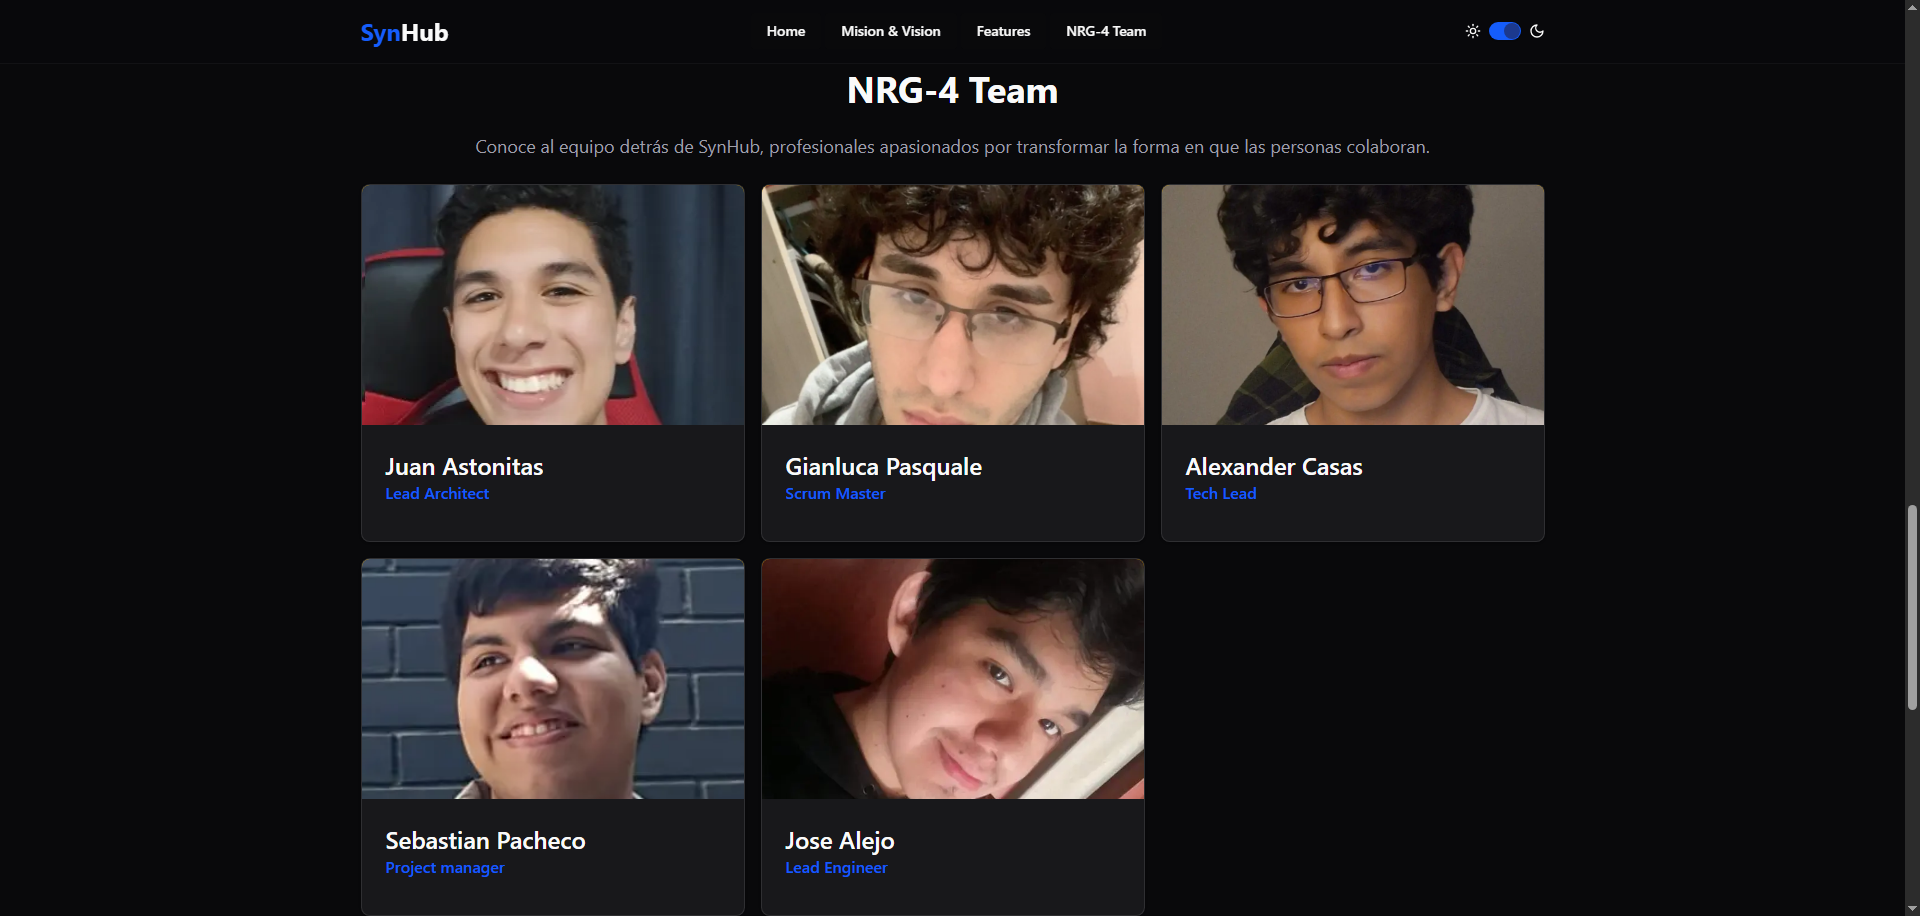 SynHub
Home
Mision & Vision
Features
NRG-4 Team
NRG-4 Team
Conoce al equipo detrás de SynHub, profesionales apasionados por transformar la forma en que las personas colaboran.
Juan Astonitas
Lead Architect
Gianluca Pasquale
Scrum Master
Alexander Casas
Tech Lead
Sebastian Pacheco
Project manager
Jose Alejo
Lead Engineer